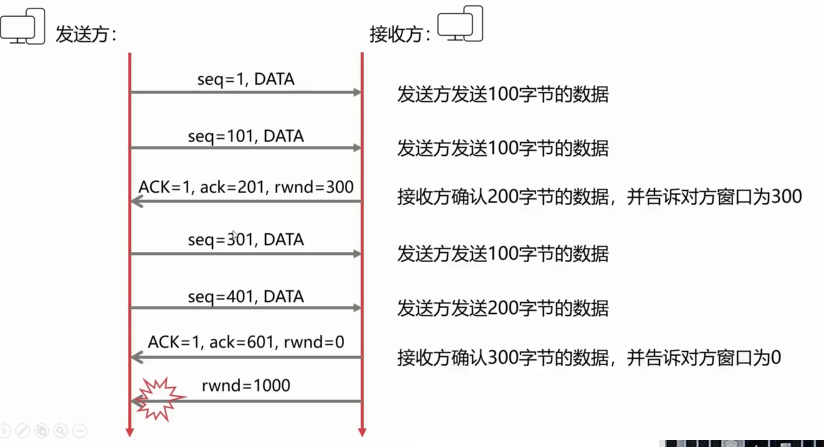 发送方： 接收方：
seq=1, DATA 发送方发送100字节的数据
seq=101, DATA 发送方发送100字节的数据
ACK=1, ack=201, rwnd=300 接收方确认200字节的数据，并告诉对方窗口为300
seq=301, DATA 发送方发送100字节的数据
seq=401, DATA 发送方发送200字节的数据
ACK=1, ack=601, rwnd=0 接收方确认300字节的数据，并告诉对方窗口为0
rwnd=1000